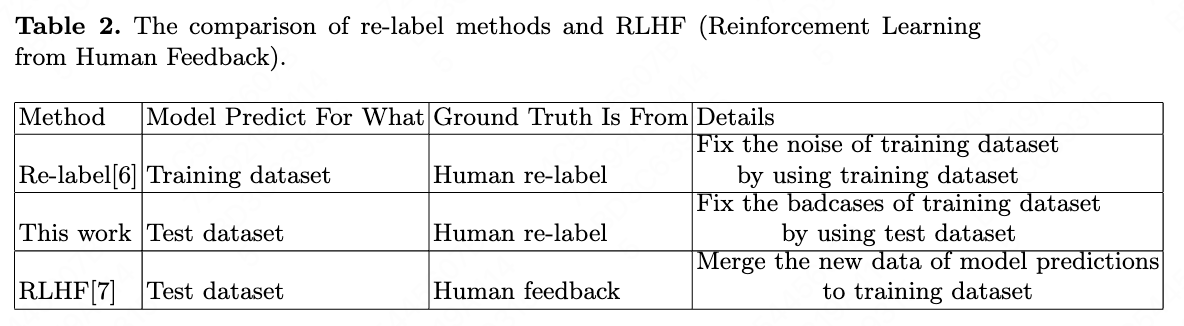 Table 2. The comparison of re-label methods and RLHF (Reinforcement Learning
from Human Feedback).
Method Model Predict For What Ground Truth Is From Details
Re-label[6] Training dataset Human re-label Fix the noise of training dataset
by using training dataset
This work Test dataset Human re-label Fix the badcases of training dataset
by using test dataset
RLHF[7] Test dataset Human feedback Merge the new data of model predictions
to training dataset